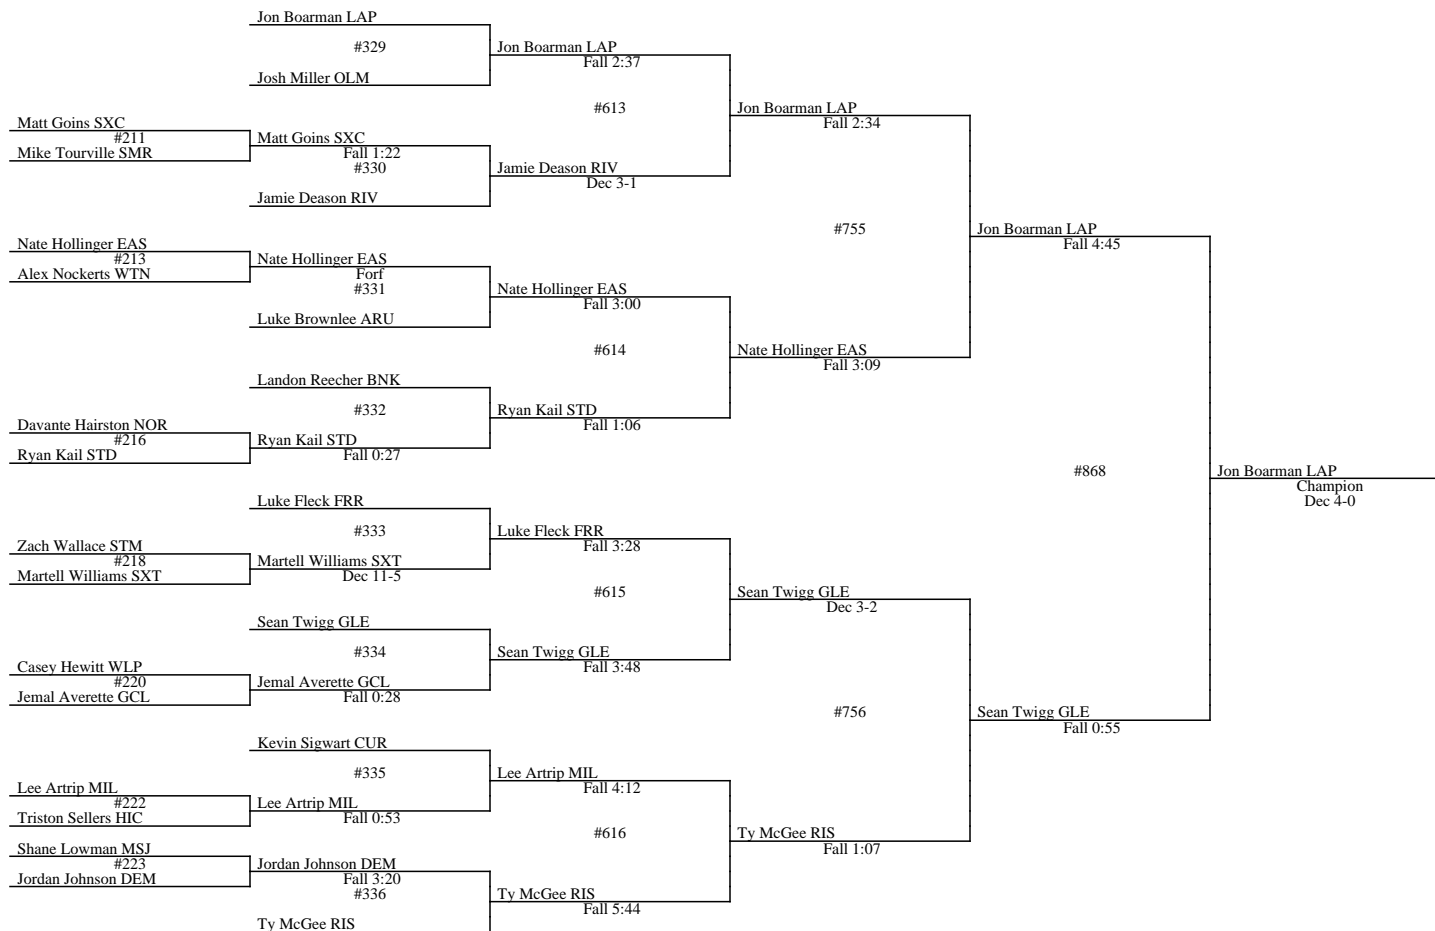 Jon Boarman LAP
#329
Jon Boarman LAP
Fall 2:37
Josh Miller OLM
#613
Jon Boarman LAP
Fall 2:34
Matt Goins SXC
#211
Matt Goins SXC
Mike Tourville SMR
Fall 1:22
#330
Jamie Deason RIV
Dec 3-1
Jamie Deason RIV
#755
Jon Boarman LAP
Fall 4:45
Nate Hollinger EAS
#213
Nate Hollinger EAS
Alex Nockerts WTN
Forf
#331
Nate Hollinger EAS
Fall 3:00
Luke Brownlee ARU
#614
Nate Hollinger EAS
Fall 3:09
Landon Reecher BNK
#332
Ryan Kail STD
Fall 1:06
Davante Hairston NOR
#216
Ryan Kail STD
Ryan Kail STD
Fall 0:27
#868
Jon Boarman LAP
Champion
Dec 4-0
Luke Fleck FRR
#333
Luke Fleck FRR
Fall 3:28
Zach Wallace STM
#218
Martell Williams SXT
Martell Williams SXT
Dec 11-5
#615
Sean Twigg GLE
Dec 3-2
Sean Twigg GLE
#334
Sean Twigg GLE
Fall 3:48
Casey Hewitt WLP
#220
Jemal Averette GCL
Jemal Averette GCL
Fall 0:28
#756
Sean Twigg GLE
Fall 0:55
Kevin Sigwart CUR
#335
Lee Artrip MIL
Fall 4:12
Lee Artrip MIL
#222
Lee Artrip MIL
Triston Sellers HIC
Fall 0:53
#616
Ty McGee RIS
Fall 1:07
Shane Lowman MSJ
#223
Jordan Johnson DEM
Jordan Johnson DEM
Fall 3:20
#336
Ty McGee RIS
Fall 5:44
Ty McGee RIS